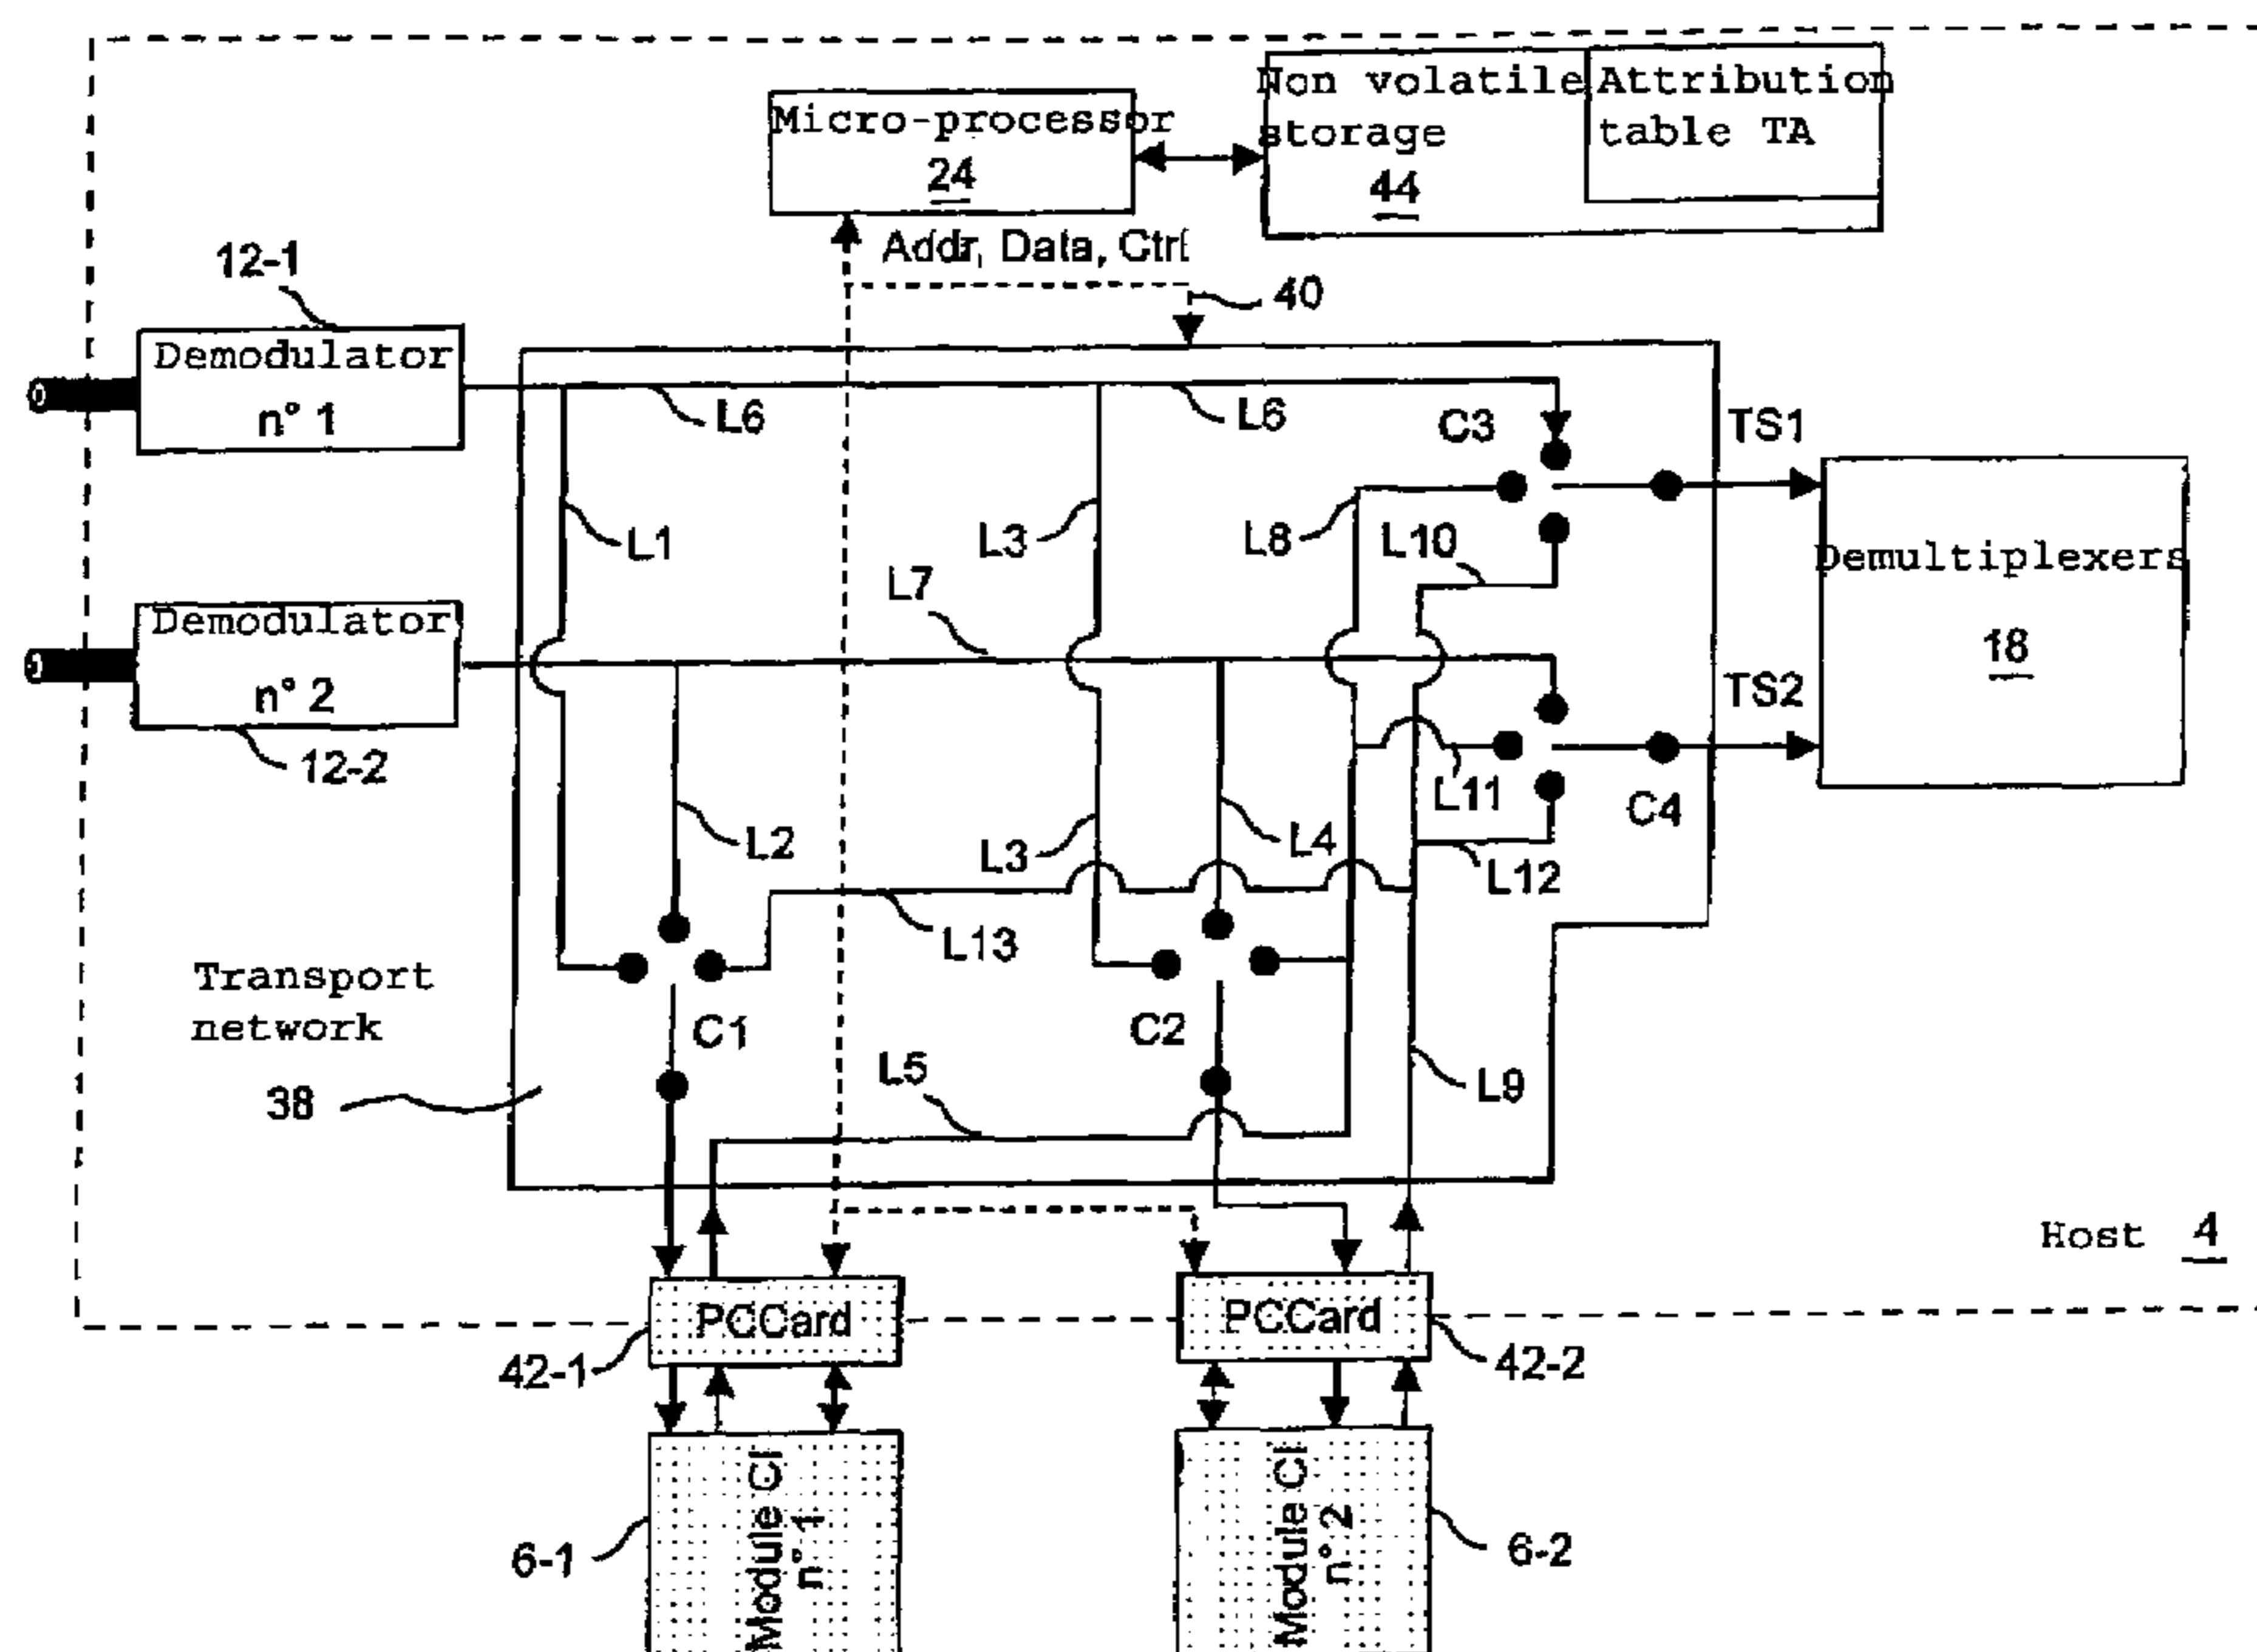 Non volatile
storage
44
Attribution
table TA
Micro-processor
24
Addr, Data, Ctrl
40
12-1
Demodulator
n° 1
L6
L6
C3
TS1
L1
L3
L8
L10
Demultiplexers
18
L7
Demodulator
n° 2
12-2
TS2
L11
C4
L2
L3
L4
L12
L13
Transport
network
38
C1
C2
L5
L9
Host 4
PCCard
PCCard
42-1
42-2
Module CI
n° 1
Module CI
n° 2
6-1
6-2